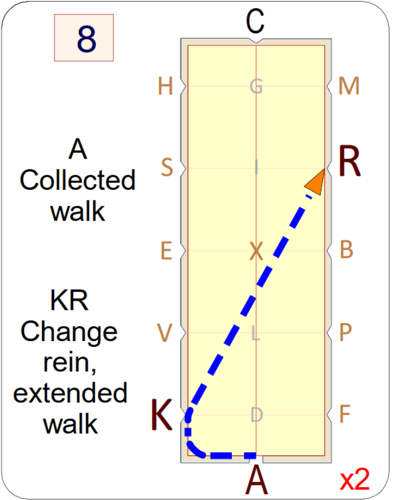 8
C
H G M
A
Collected
walk
S I R
E X B
KR
Change
rein,
extended
walk
V L P
K D F
A
x2